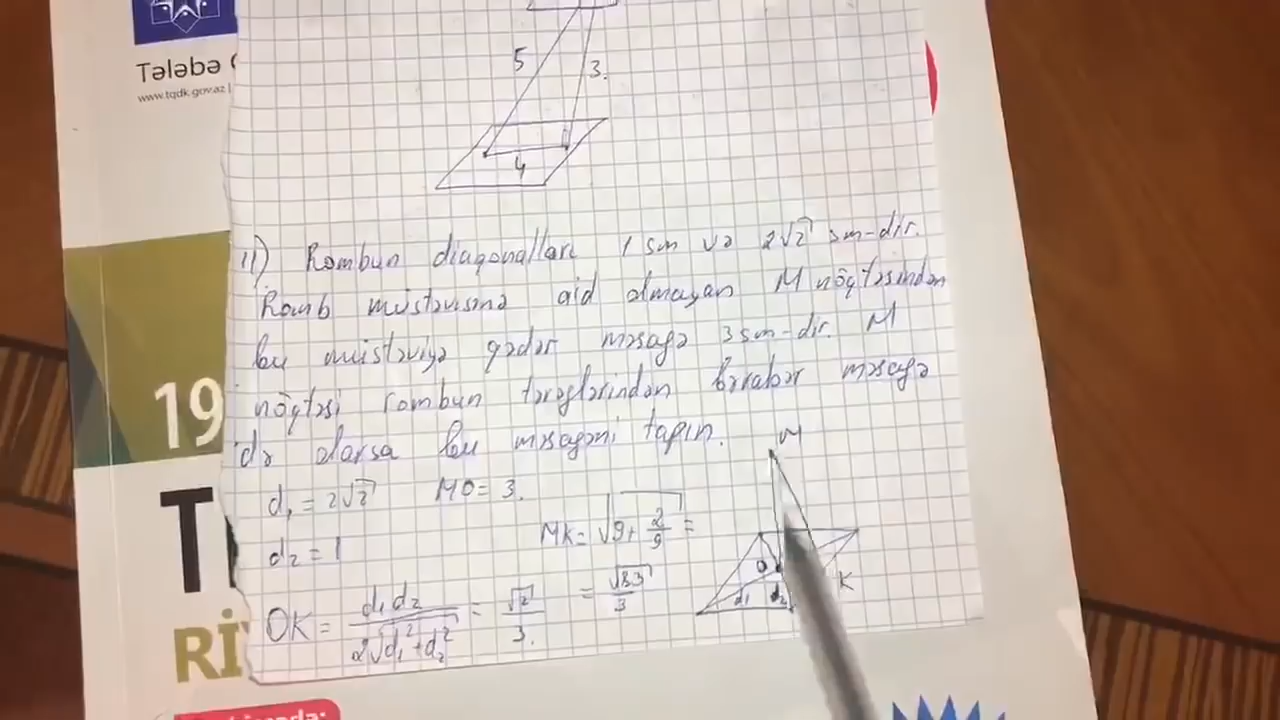 Tələbə
www.tqdk.gov.az
5
3.
4
11) Rombun diaqonalları 1 sm və 2√2 sm-dir.
Romb müstəvisinə aid olmayan M nöqtəsindən
bu müstəviyə qədər məsafə 3 sm-dir. M
nöqtəsi rombun tərəflərindən bərabər məsafə
də olarsa bu məsafəni tapın.
M
d₁ = 2√2 MO = 3.
d₂ = 1
MK = √(9 + 2/9) =
= √83/3
OK = d₁d₂/(2√(d₁² + d₂²)) = √2/3.
O
K
d₁ d₂
19
T
Rİ